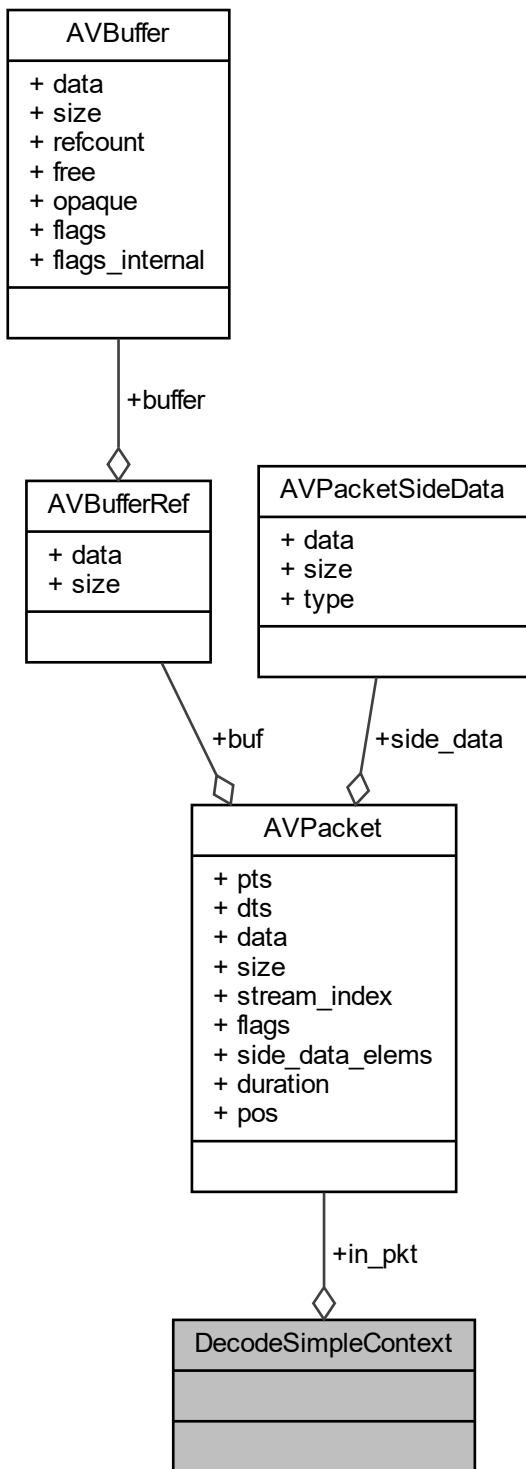 AVBuffer
+ data
+ size
+ refcount
+ free
+ opaque
+ flags
+ flags_internal
+buffer
AVBufferRef
+ data
+ size
AVPacketSideData
+ data
+ size
+ type
+buf
+side_data
AVPacket
+ pts
+ dts
+ data
+ size
+ stream_index
+ flags
+ side_data_elems
+ duration
+ pos
+in_pkt
DecodeSimpleContext